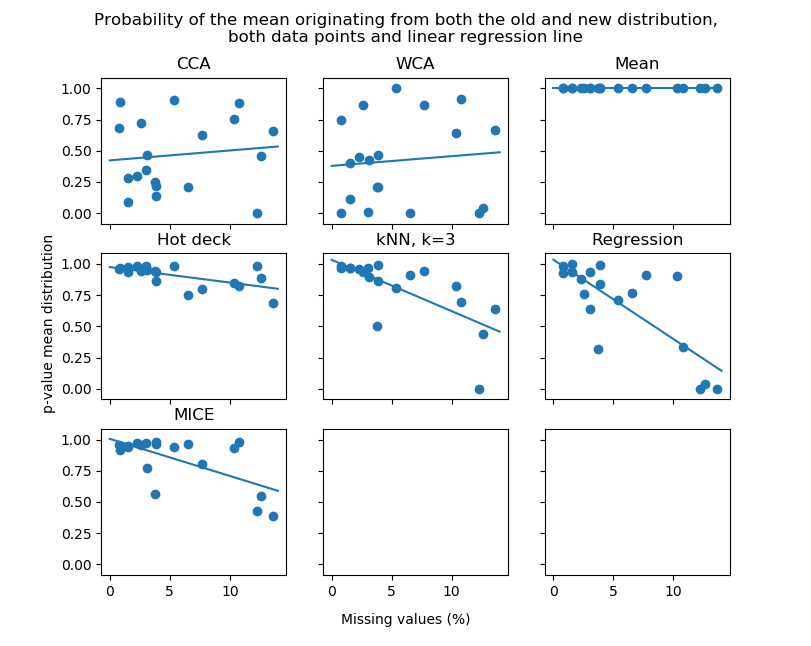 Probability of the mean originating from both the old and new distribution,
both data points and linear regression line
CCA
WCA
Mean
1.00
0.75
0.50
0.25
0.00
Hot deck
kNN, k=3
Regression
1.00
0.75
0.50
0.25
0.00
p-value mean distribution
MICE
1.00
0.75
0.50
0.25
0.00
0 5 10
0 5 10
0 5 10
Missing values (%)